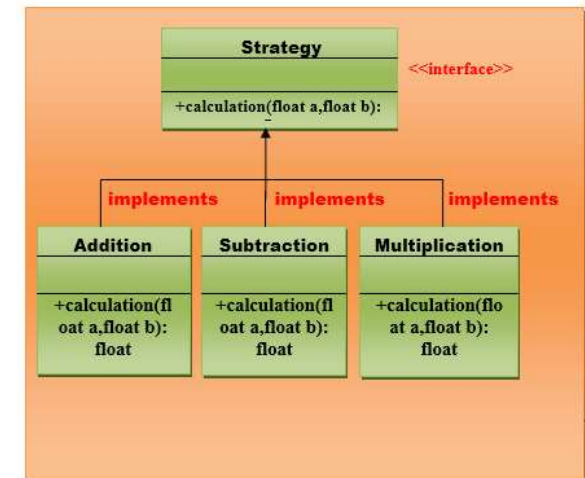 Strategy
<<interface>>
+calculation(float a,float b):
implements
implements
implements
Addition
+calculation(fl
oat a,float b):
float
Subtraction
+calculation(fl
oat a,float b):
float
Multiplication
+calculation(flo
at a,float b):
float